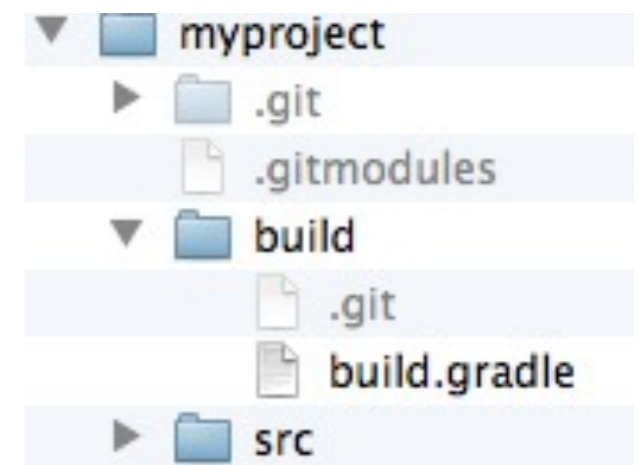 myproject
.git
.gitmodules
build
.git
build.gradle
src